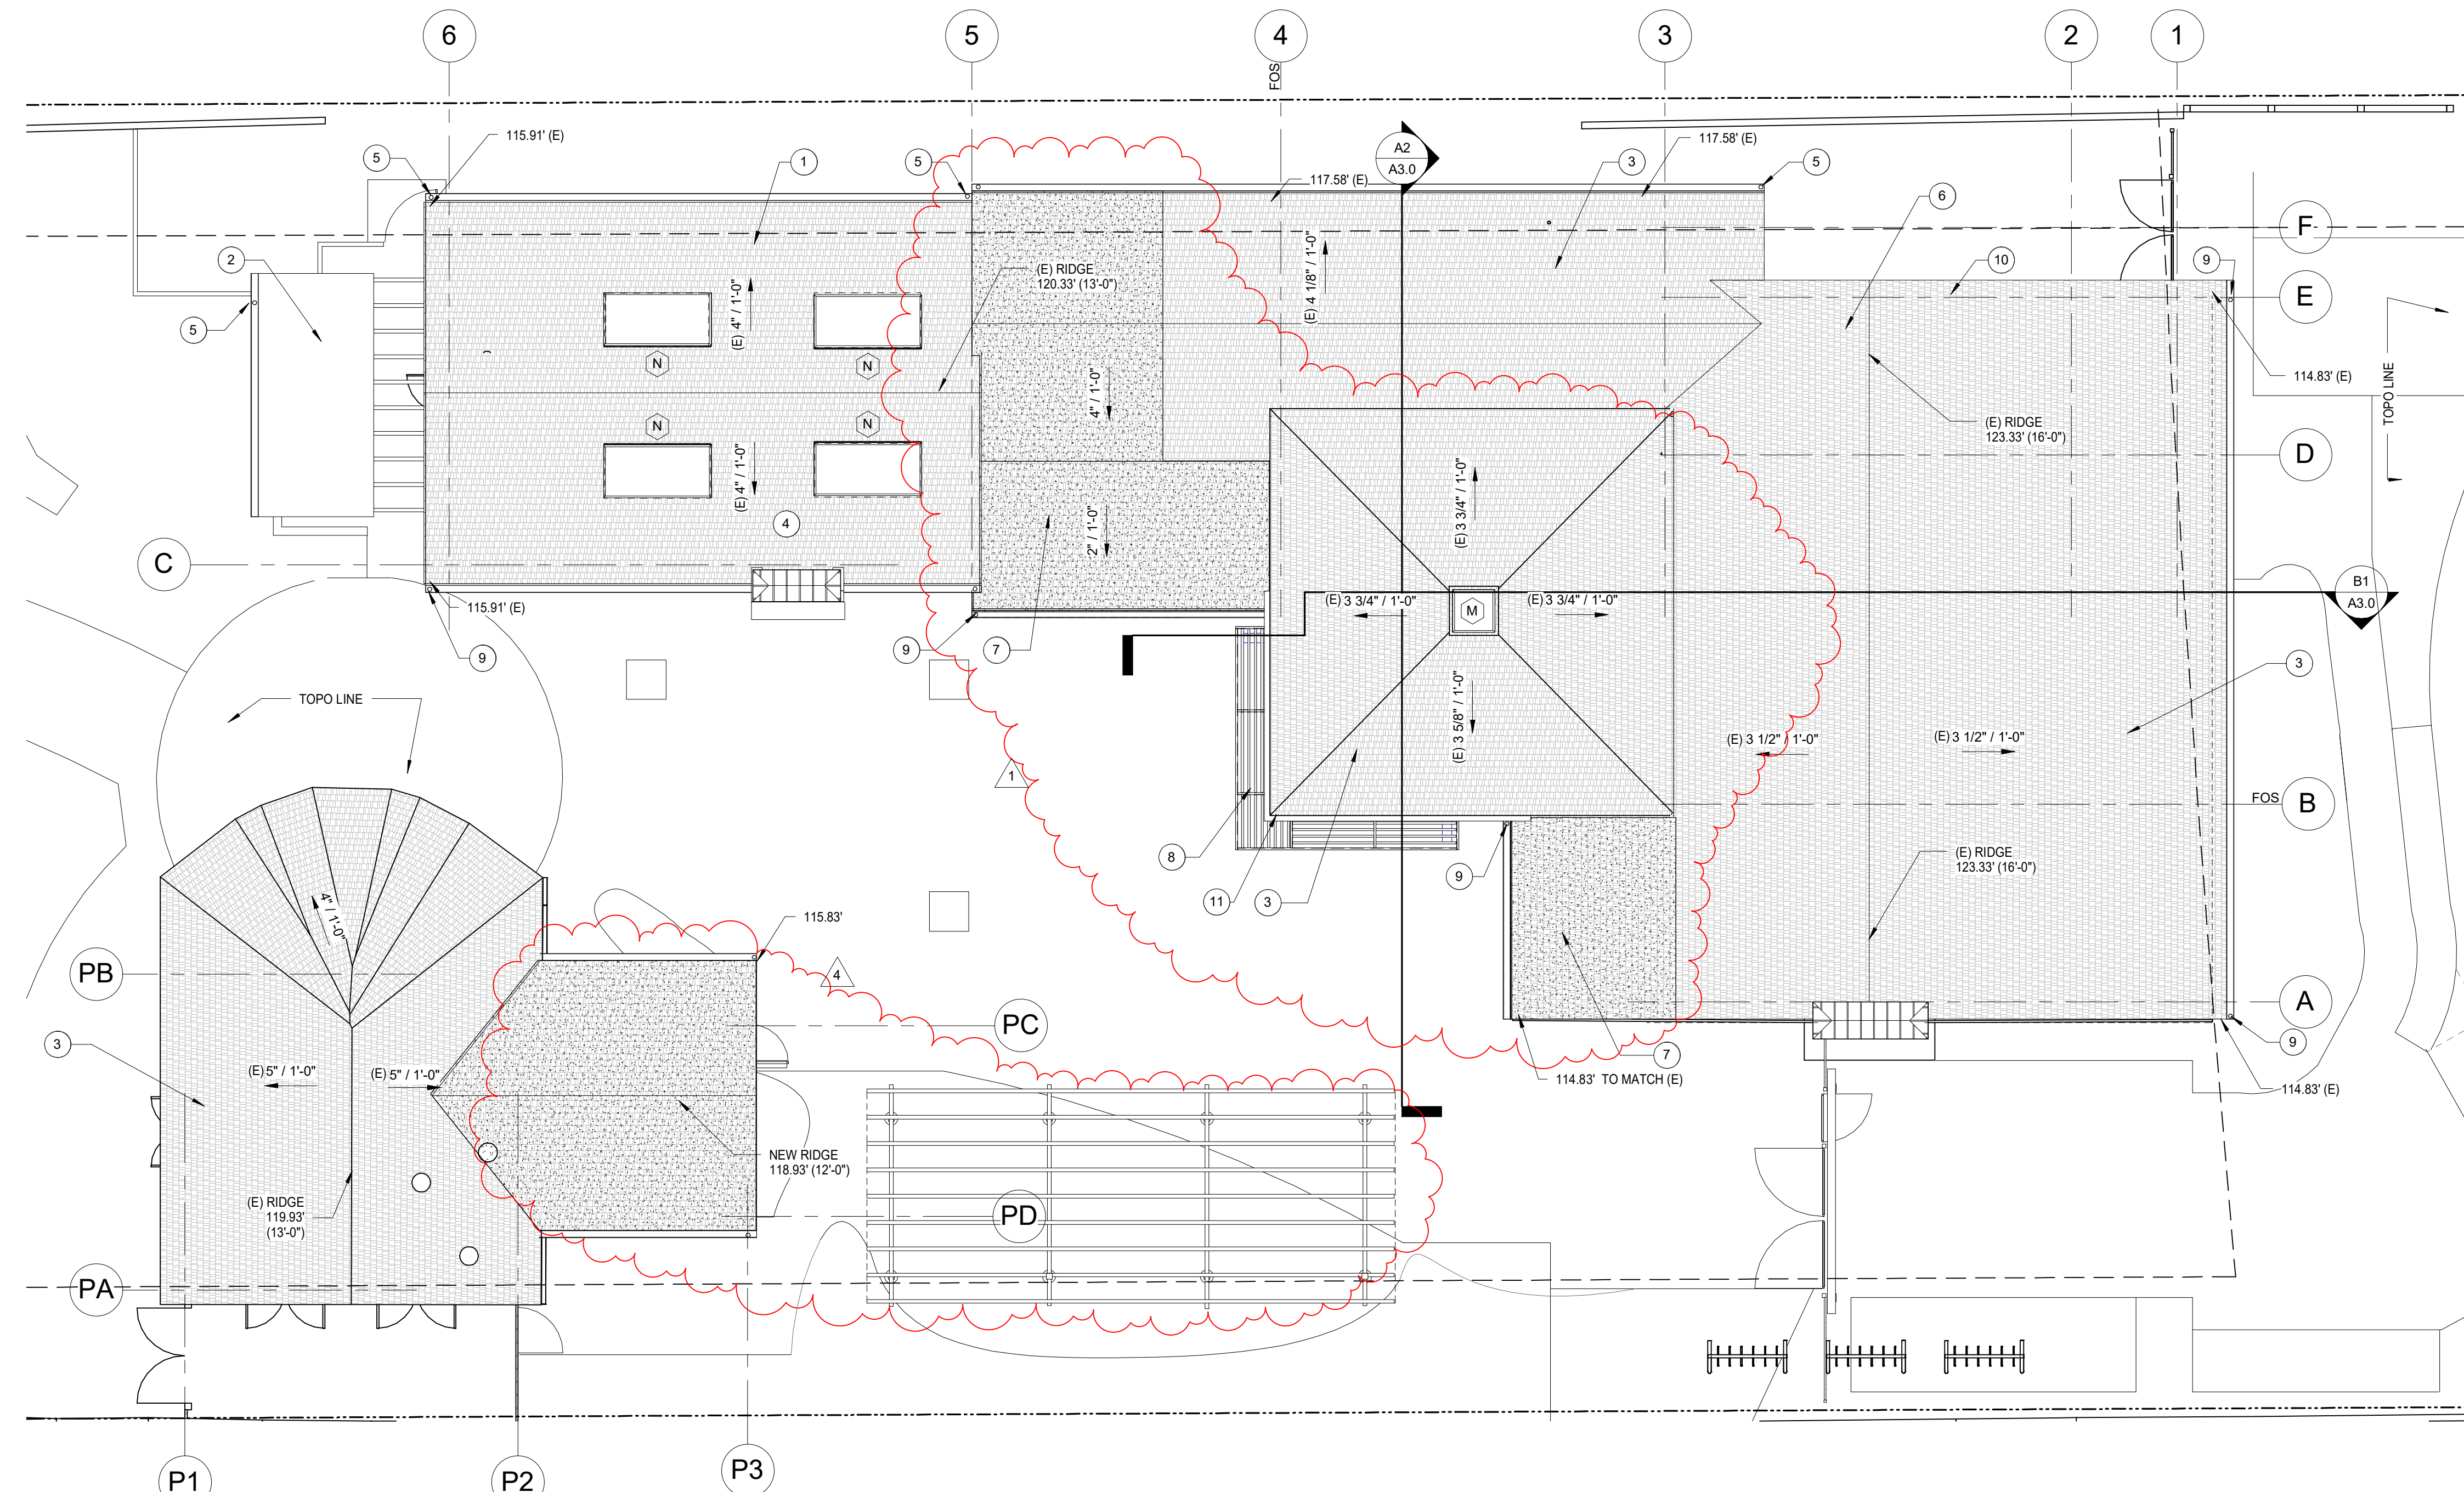 6
5
4
3
2
1
FOS
115.91' (E)
5
1
5
A2
A3.0
117.58' (E)
3
5
117.58' (E)
6
F
2
(E) 4" / 1'-0"
(E) RIDGE
120.33' (13'-0")
(E) 4 1/8" / 1'-0"
10
9
E
5
N
N
4" / 1'-0"
114.83' (E)
TOPO LINE
N
N
(E) RIDGE
123.33' (16'-0")
D
(E) 4" / 1'-0"
4
2" / 1'-0"
(E) 3 3/4" / 1'-0"
C
B1
A3.0
115.91' (E)
(E) 3 3/4" / 1'-0"
M
(E) 3 3/4" / 1'-0"
9
9
7
3
TOPO LINE
(E) 3 5/8" / 1'-0"
(E) 3 1/2" / 1'-0"
(E) 3 1/2" / 1'-0"
1
FOS
B
8
(E) RIDGE
123.33' (16'-0")
9
11
3
4" / 1'-0"
115.83'
PB
4
A
PC
3
7
9
(E) 5" / 1'-0"
(E) 5" / 1'-0"
114.83' TO MATCH (E)
114.83' (E)
NEW RIDGE
118.93' (12'-0")
(E) RIDGE
119.93'
(13'-0")
PD
PA
P1
P2
P3